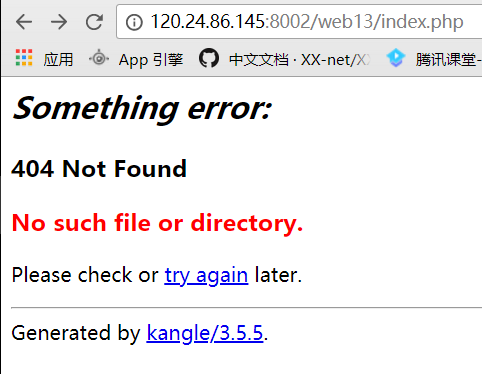 120.24.86.145:8002/web13/index.php
应用 App 引擎 中文文档 · XX-net/XX 腾讯课堂-
Something error:
404 Not Found
No such file or directory.
Please check or try again later.
Generated by kangle/3.5.5.